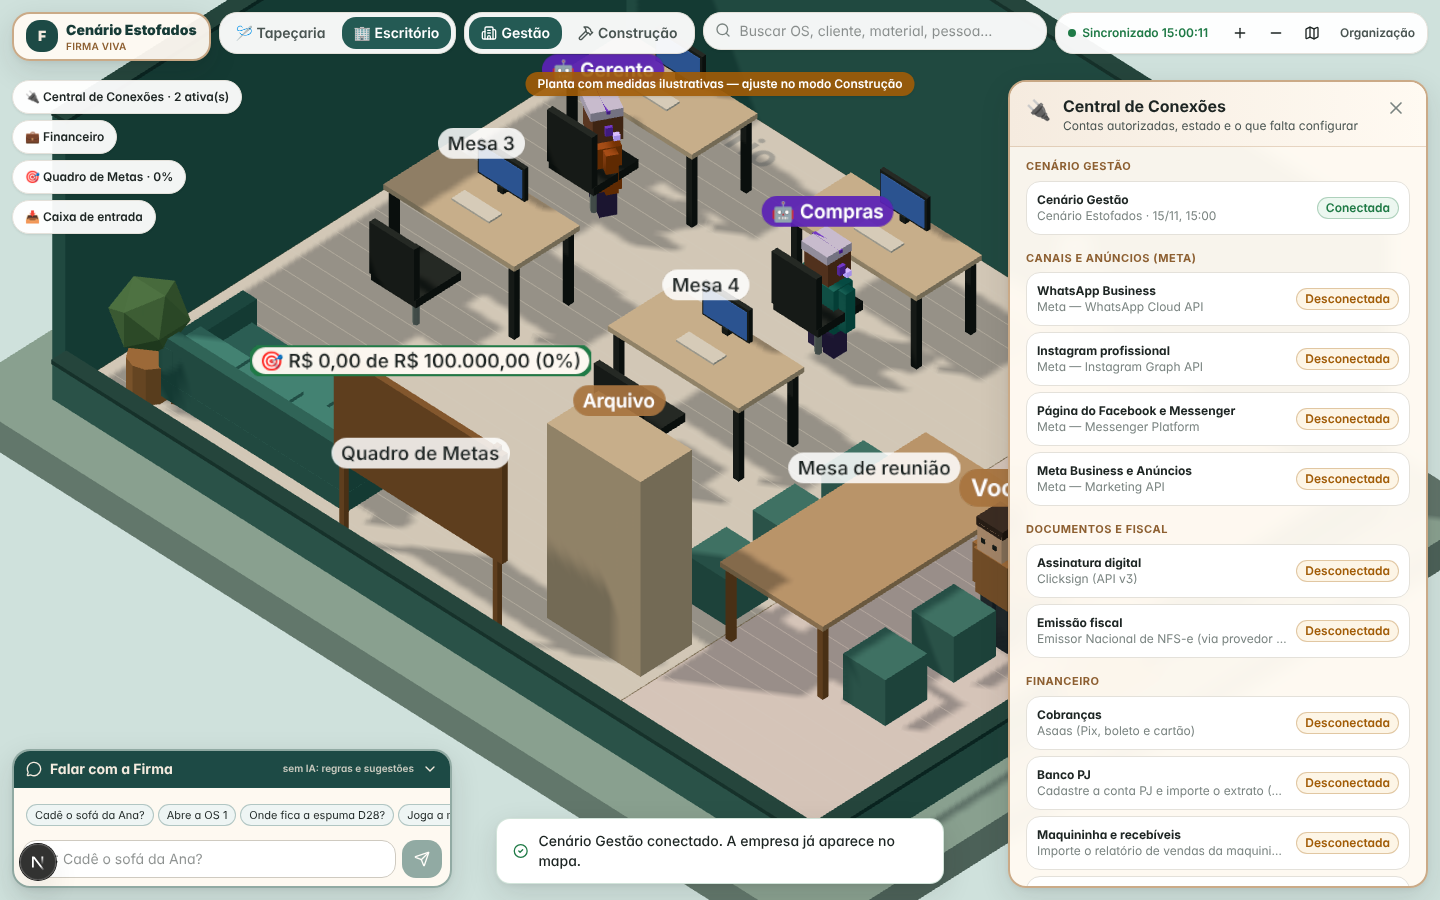 F
Cenário Estofados
FIRMA VIVA
Tapeçaria
Escritório
Gestão
Construção
Buscar OS, cliente, material, pessoa...
Sincronizado 15:00:11
Organização
Central de Conexões · 2 ativa(s)
Financeiro
Quadro de Metas · 0%
Caixa de entrada
Gerente
Planta com medidas ilustrativas — ajuste no modo Construção
Mesa 3
Compras
Mesa 4
R$ 0,00 de R$ 100.000,00 (0%)
Arquivo
Quadro de Metas
Mesa de reunião
Voc
Central de Conexões
Contas autorizadas, estado e o que falta configurar
CENÁRIO GESTÃO
Cenário Gestão
Cenário Estofados · 15/11, 15:00
Conectada
CANAIS E ANÚNCIOS (META)
WhatsApp Business
Meta — WhatsApp Cloud API
Desconectada
Instagram profissional
Meta — Instagram Graph API
Desconectada
Página do Facebook e Messenger
Meta — Messenger Platform
Desconectada
Meta Business e Anúncios
Meta — Marketing API
Desconectada
DOCUMENTOS E FISCAL
Assinatura digital
Clicksign (API v3)
Desconectada
Emissão fiscal
Emissor Nacional de NFS-e (via provedor ...
Desconectada
FINANCEIRO
Cobranças
Asaas (Pix, boleto e cartão)
Desconectada
Banco PJ
Cadastre a conta PJ e importe o extrato (...
Desconectada
Maquininha e recebíveis
Importe o relatório de vendas da maquini...
Desconectada
Falar com a Firma
sem IA: regras e sugestões
Cadê o sofá da Ana?
Abre a OS 1
Onde fica a espuma D28?
Joga a
N
Cadê o sofá da Ana?
Cenário Gestão conectado. A empresa já aparece no
mapa.